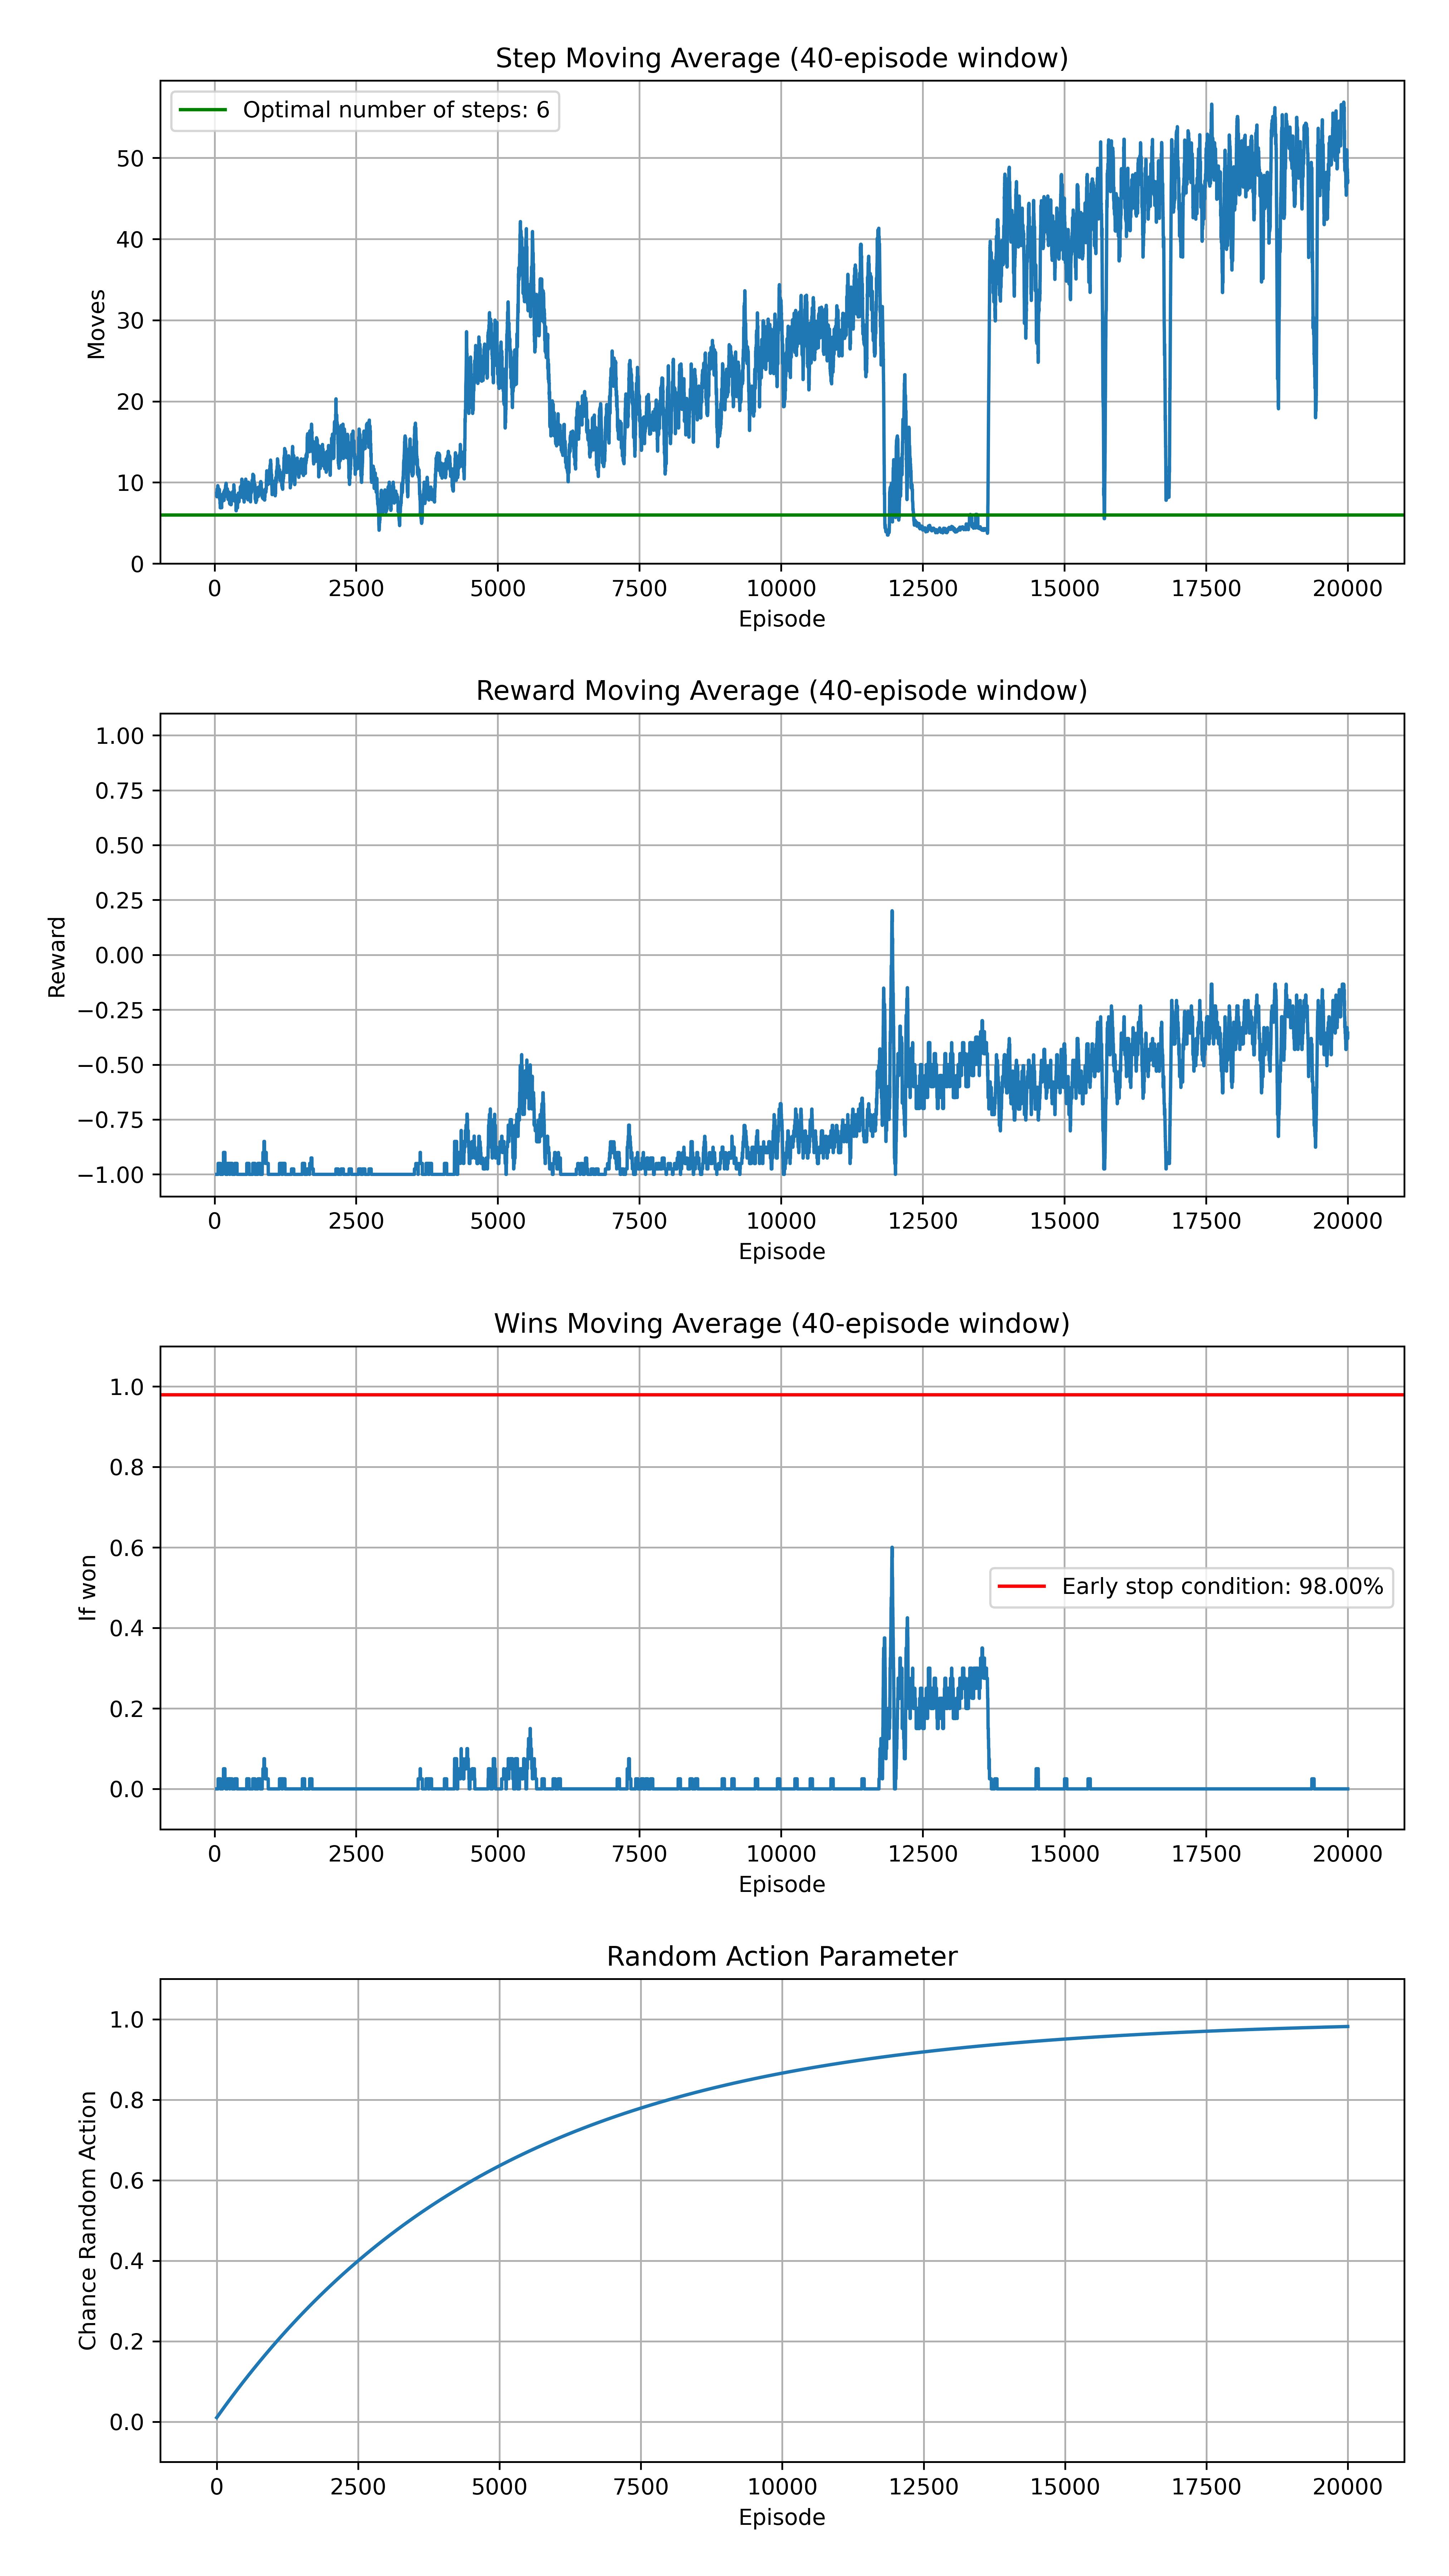 Step Moving Average (40-episode window)
Optimal number of steps: 6
50
40
30
20
10
0
Moves
0 2500 5000 7500 10000 12500 15000 17500 20000
Episode
Reward Moving Average (40-episode window)
1.00
0.75
0.50
0.25
0.00
−0.25
−0.50
−0.75
−1.00
Reward
0 2500 5000 7500 10000 12500 15000 17500 20000
Episode
Wins Moving Average (40-episode window)
1.0
0.8
0.6
0.4
0.2
0.0
If won
Early stop condition: 98.00%
0 2500 5000 7500 10000 12500 15000 17500 20000
Episode
Random Action Parameter
1.0
0.8
0.6
0.4
0.2
0.0
Chance Random Action
0 2500 5000 7500 10000 12500 15000 17500 20000
Episode